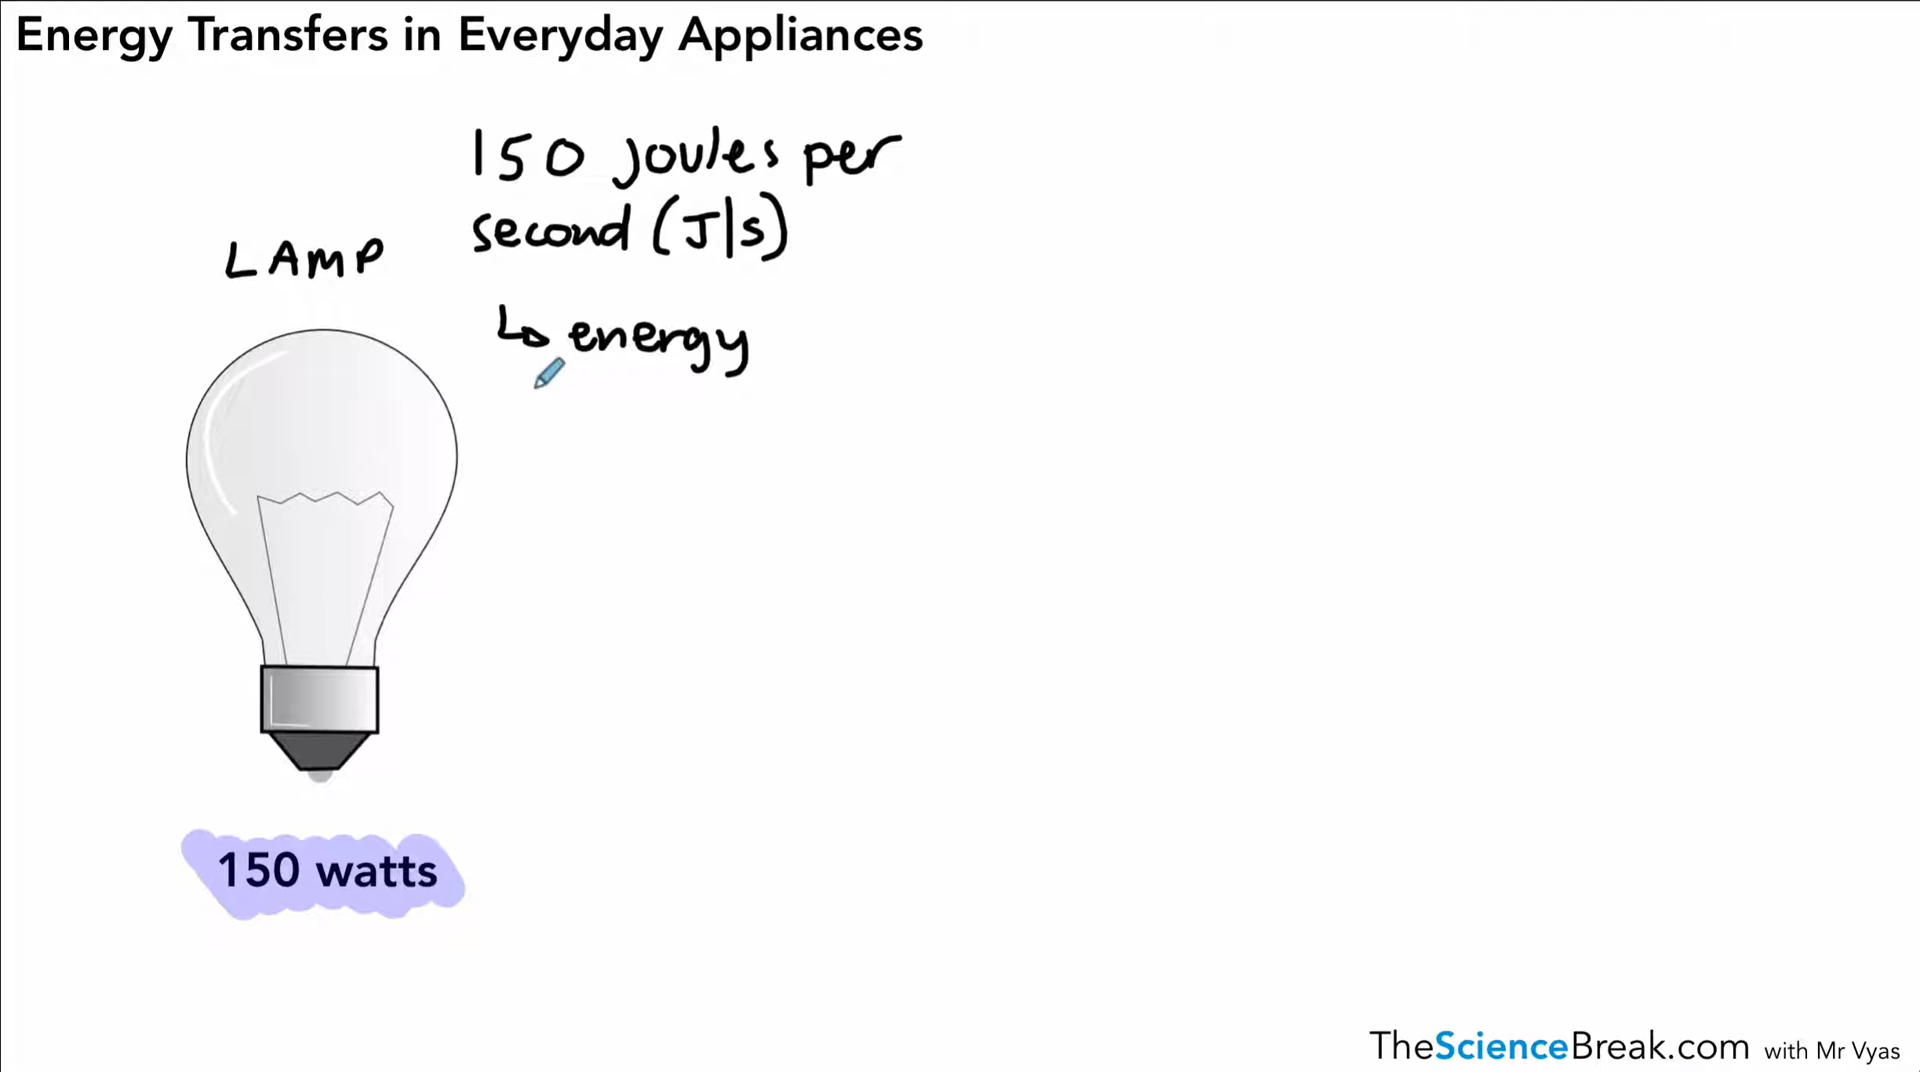 Energy Transfers in Everyday Appliances
150 joules per
second (J/s)
LAMP
↳ energy
150 watts
TheScienceBreak.com with Mr Vyas